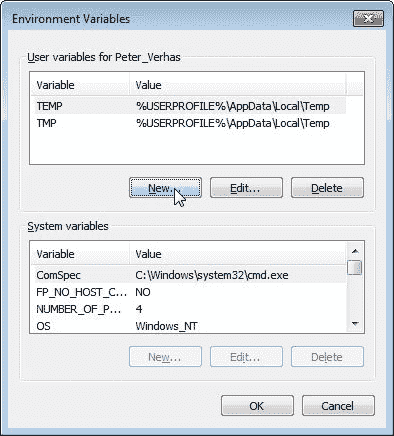 Environment Variables
User variables for Peter_Verhas
Variable Value
TEMP %USERPROFILE%\AppData\Local\Temp
TMP %USERPROFILE%\AppData\Local\Temp
New... Edit... Delete
System variables
Variable Value
ComSpec C:\Windows\system32\cmd.exe
FP_NO_HOST_C... NO
NUMBER_OF_P... 4
OS Windows_NT
New... Edit... Delete
OK Cancel